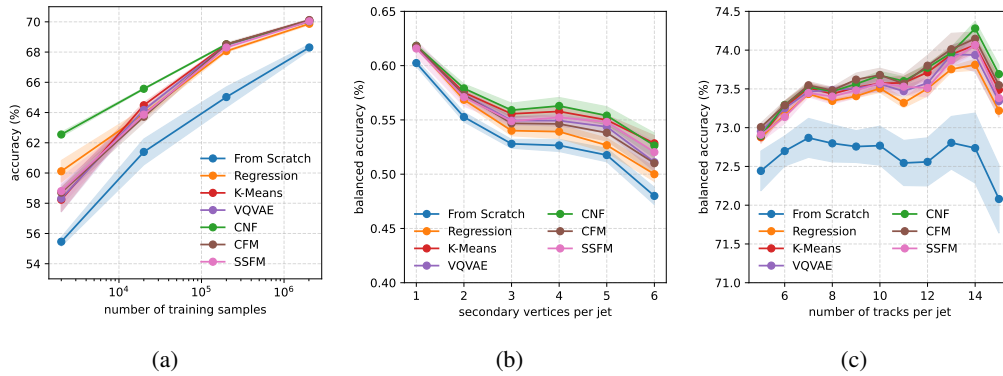 70
68
66
64
62
60
58
56
54
accuracy (%)
From Scratch
Regression
K-Means
VQVAE
CNF
CFM
SSFM
10^4
10^5
10^6
number of training samples
(a)
0.65
0.60
0.55
0.50
0.45
0.40
balanced accuracy (%)
From Scratch
Regression
K-Means
VQVAE
CNF
CFM
SSFM
1
2
3
4
5
6
secondary vertices per jet
(b)
74.5
74.0
73.5
73.0
72.5
72.0
71.5
71.0
balanced accuracy (%)
From Scratch
Regression
K-Means
VQVAE
CNF
CFM
SSFM
6
8
10
12
14
number of tracks per jet
(c)